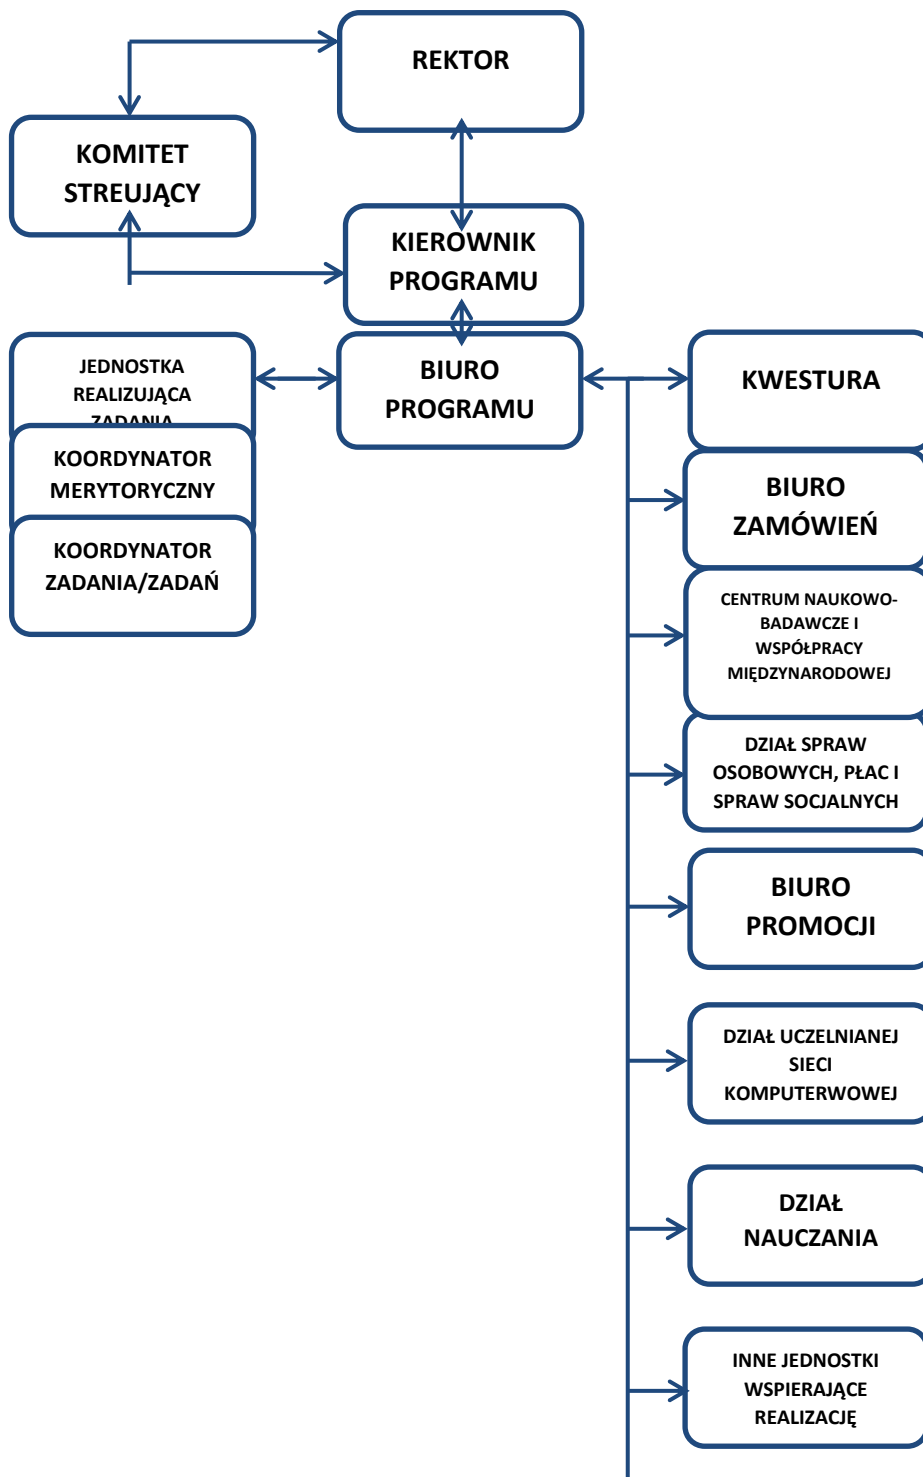 REKTOR
KOMITET
STREUJĄCY
KIEROWNIK
PROGRAMU
JEDNOSTKA
REALIZUJĄCA
ZADANIA
KOORDYNATOR
MERYTORYCZNY
KOORDYNATOR
ZADANIA/ZADAŃ
BIURO
PROGRAMU
KWESTURA
BIURO
ZAMÓWIEŃ
CENTRUM NAUKOWO-
BADAWCZE I
WSPÓŁPRACY
MIĘDZYNARODOWEJ
DZIAŁ SPRAW
OSOBOWYCH, PŁAC I
SPRAW SOCJALNYCH
BIURO
PROMOCJI
DZIAŁ UCZELNIANEJ
SIECI
KOMPUTERWOWEJ
DZIAŁ
NAUCZANIA
INNE JEDNOSTKI
WSPIERAJĄCE
REALIZACJĘ